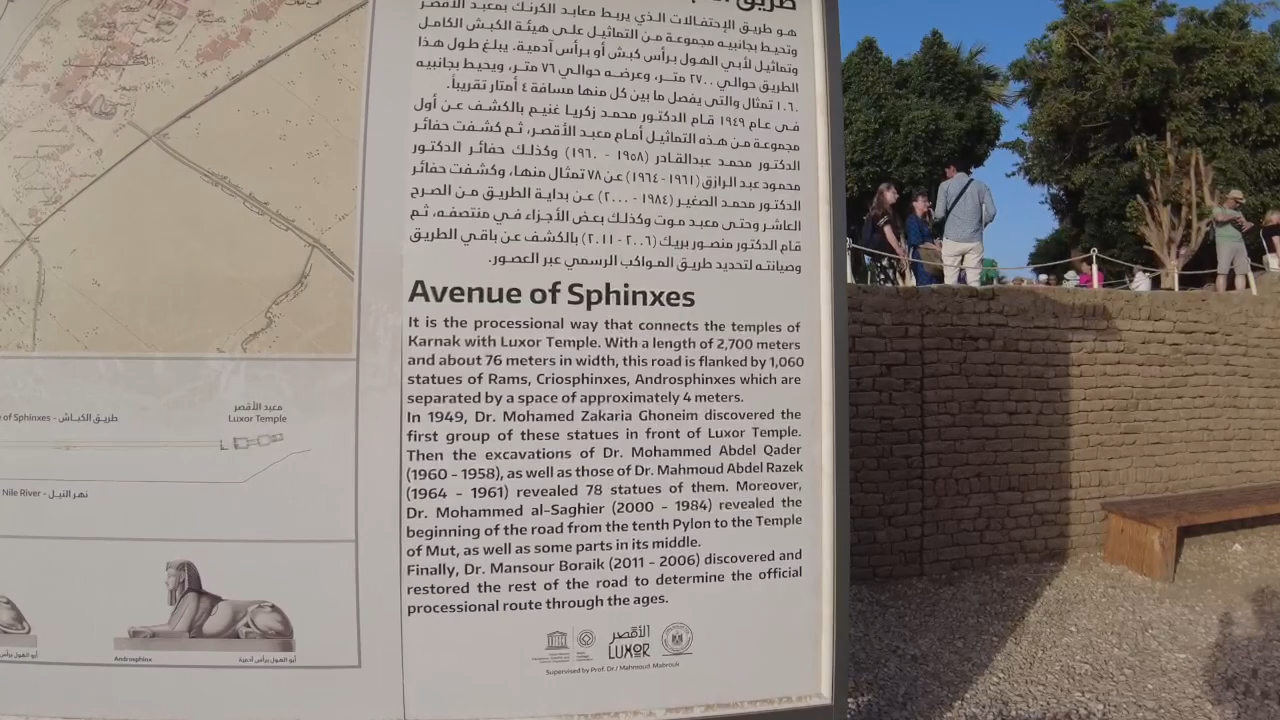 هو طريق الإحتفالات الذي يربط معابد الكرنك بمعبد الأقصر
وتحيط بجانبيه مجموعة من التماثيل على هيئة الكبش الكامل
وتماثيل لأبي الهول برأس كبش أو برأس آدمية. يبلغ طول هذا
الطريق حوالي ٢٧٠٠ متر، وعرضه حوالي ٧٦ متر، ويحيط بجانبيه
١٠٦٠ تمثال والتى يفصل ما بين كل منها مسافة ٤ أمتار تقريباً.
فى عام ١٩٤٩ قام الدكتور محمد زكريا غنيم بالكشف عن أول
مجموعة من هذه التماثيل أمام معبد الأقصر، ثم كشفت حفائر
الدكتور محمد عبدالقادر (١٩٥٨ - ١٩٦٠) وكذلك حفائر الدكتور
محمود عبد الرازق (١٩٦١-١٩٦٤) عن ٧٨ تمثال منها، وكشفت حفائر
الدكتور محمد الصغير (١٩٨٤ - ٢٠٠٠) عن بداية الطريق من الصرح
العاشر وحتى معبد موت وكذلك بعض الأجزاء في منتصفه، ثم
قام الدكتور منصور بريك (٢٠٠٦ - ٢٠١١) بالكشف عن باقي الطريق
وصيانته لتحديد طريق المواكب الرسمي عبر العصور.
Avenue of Sphinxes
It is the processional way that connects the temples of
Karnak with Luxor Temple. With a length of 2,700 meters
and about 76 meters in width, this road is flanked by 1,060
statues of Rams, Criosphinxes, Androsphinxes which are
separated by a space of approximately 4 meters.
In 1949, Dr. Mohamed Zakaria Ghoneim discovered the
first group of these statues in front of Luxor Temple.
Then the excavations of Dr. Mohammed Abdel Qader
(1960 - 1958), as well as those of Dr. Mahmoud Abdel Razek
(1964 - 1961) revealed 78 statues of them. Moreover,
Dr. Mohammed al-Saghier (2000 - 1984) revealed the
beginning of the road from the tenth Pylon to the Temple
of Mut, as well as some parts in its middle.
Finally, Dr. Mansour Boraik (2011 - 2006) discovered and
restored the rest of the road to determine the official
processional route through the ages.
الأقصر
LUXOR
Supervised by Prof. Dr./ Mahmoud Mabrouk
of Sphinxes - طريق الكباش
معبد الأقصر
Luxor Temple
Nile River - نهر النيل
Androsphinx
أبو الهول برأس آدمية